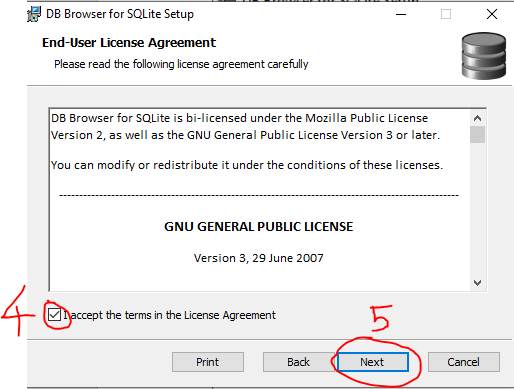 DB Browser for SQLite Setup
End-User License Agreement
Please read the following license agreement carefully
DB Browser for SQLite is bi-licensed under the Mozilla Public License
Version 2, as well as the GNU General Public License Version 3 or later.
You can modify or redistribute it under the conditions of these licenses.
--------------------------------------------------------------------------------
GNU GENERAL PUBLIC LICENSE
Version 3, 29 June 2007
4 I accept the terms in the License Agreement
5
Print Back Next Cancel